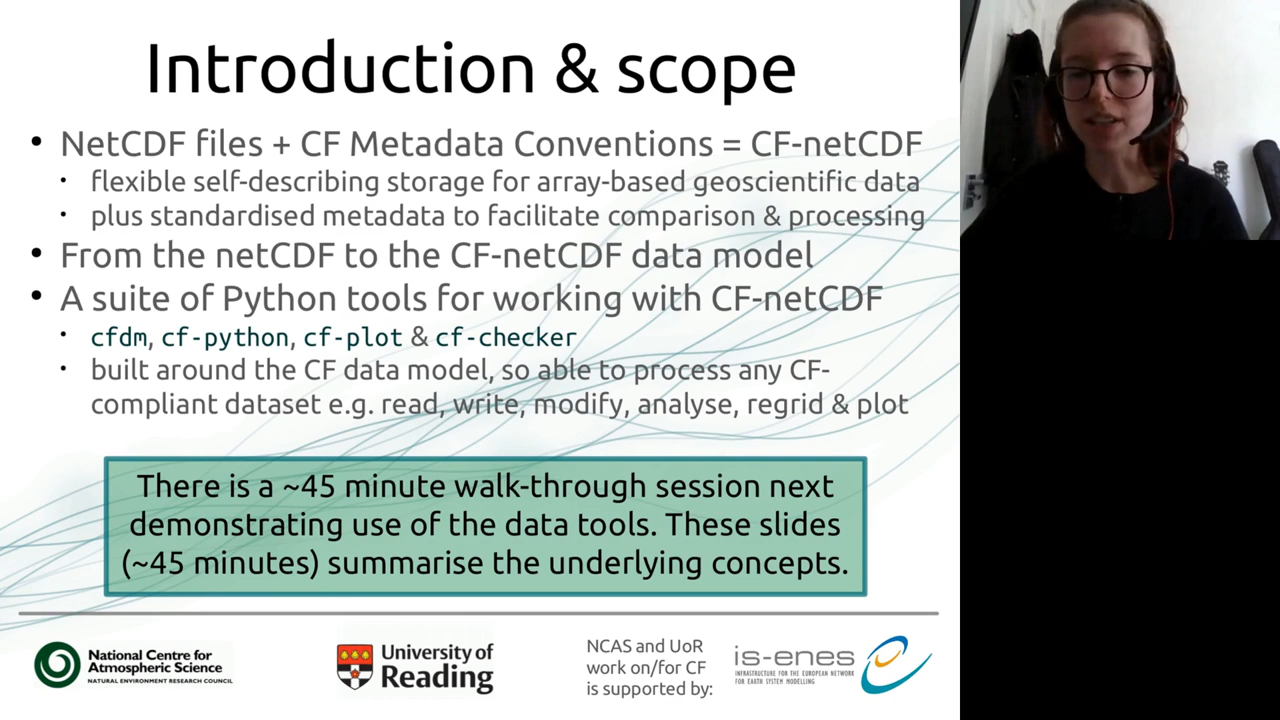 Introduction & scope
• NetCDF files + CF Metadata Conventions = CF-netCDF
• flexible self-describing storage for array-based geoscientific data
• plus standardised metadata to facilitate comparison & processing
• From the netCDF to the CF-netCDF data model
• A suite of Python tools for working with CF-netCDF
• cfdm, cf-python, cf-plot & cf-checker
• built around the CF data model, so able to process any CF-
compliant dataset e.g. read, write, modify, analyse, regrid & plot
There is a ~45 minute walk-through session next
demonstrating use of the data tools. These slides
(~45 minutes) summarise the underlying concepts.
National Centre for
Atmospheric Science
NATURAL ENVIRONMENT RESEARCH COUNCIL
University of
Reading
NCAS and UoR
work on/for CF
is supported by:
is-enes
INFRASTRUCTURE FOR THE EUROPEAN NETWORK
FOR EARTH SYSTEM MODELLING